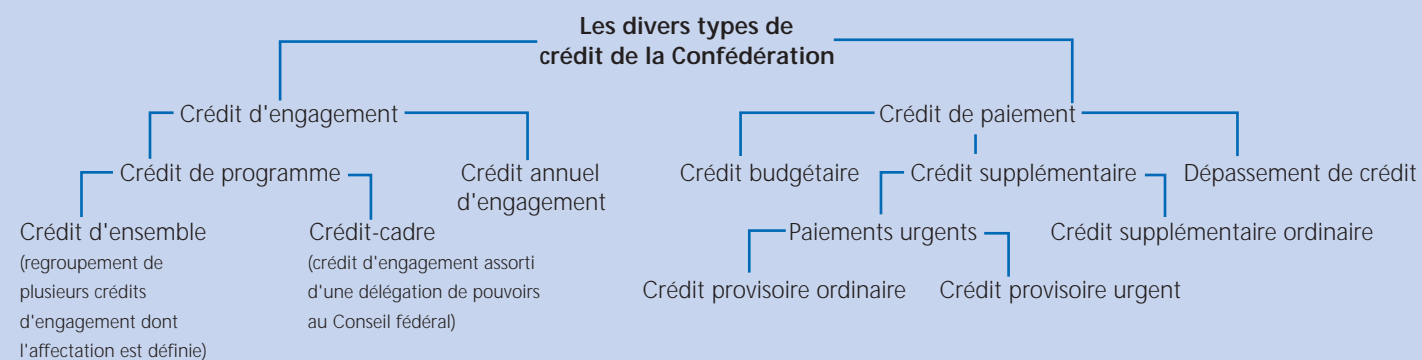 Les divers types de
crédit de la Confédération
Crédit d'engagement
Crédit de paiement
Crédit de programme
Crédit annuel
d'engagement
Crédit budgétaire
Crédit supplémentaire
Dépassement de crédit
Crédit d'ensemble
(regroupement de
plusieurs crédits
d'engagement dont
l'affectation est définie)
Crédit-cadre
(crédit d'engagement assorti
d'une délégation de pouvoirs
au Conseil fédéral)
Paiements urgents
Crédit supplémentaire ordinaire
Crédit provisoire ordinaire
Crédit provisoire urgent